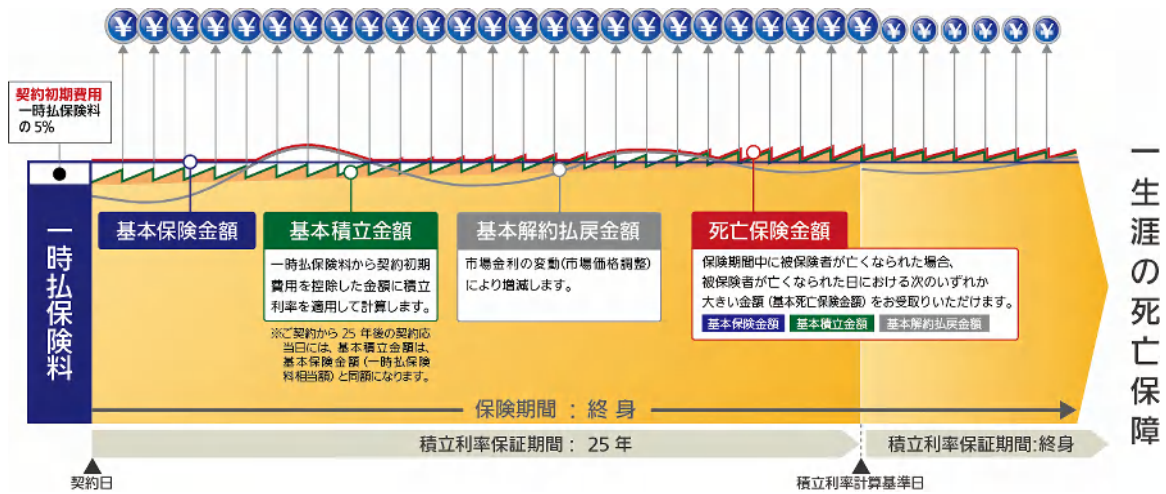 ¥ ¥ ¥ ¥ ¥ ¥ ¥ ¥ ¥ ¥ ¥ ¥ ¥ ¥ ¥ ¥ ¥ ¥ ¥ ¥ ¥ ¥ ¥ ¥ ¥ ¥ ¥ ¥ ¥ ¥ ¥
契約初期費用
一時払保険料
の5%
一時払保険料
基本保険金額
基本積立金額
一時払保険料から契約初期
費用を控除した金額に積立
利率を適用して計算します。
※ご契約から 25 年後の契約応
当日には、基本積立金額は、
基本保険金額（一時払保険
料相当額）と同額になります。
基本解約払戻金額
市場金利の変動(市場価格調整)
により増減します。
死亡保険金額
保険期間中に被保険者が亡くなられた場合、
被保険者が亡くなられた日における次のいずれか
大きい金額（基本死亡保険金額）をお受取りいただけます。
基本保険金額 基本積立金額 基本解約払戻金額
一生涯の死亡保障
保険期間 : 終 身
積立利率保証期間 : 25 年
積立利率保証期間:終身
契約日
積立利率計算基準日